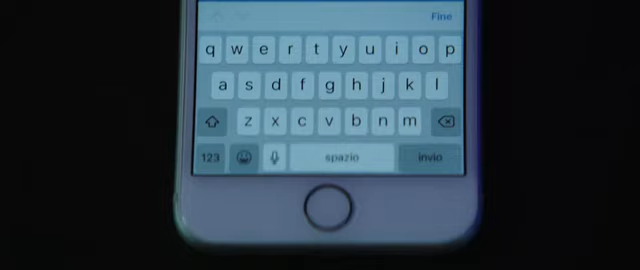 Fine
q w e r t y u i o p
a s d f g h j k l
z x c v b n m
123 spazio invio